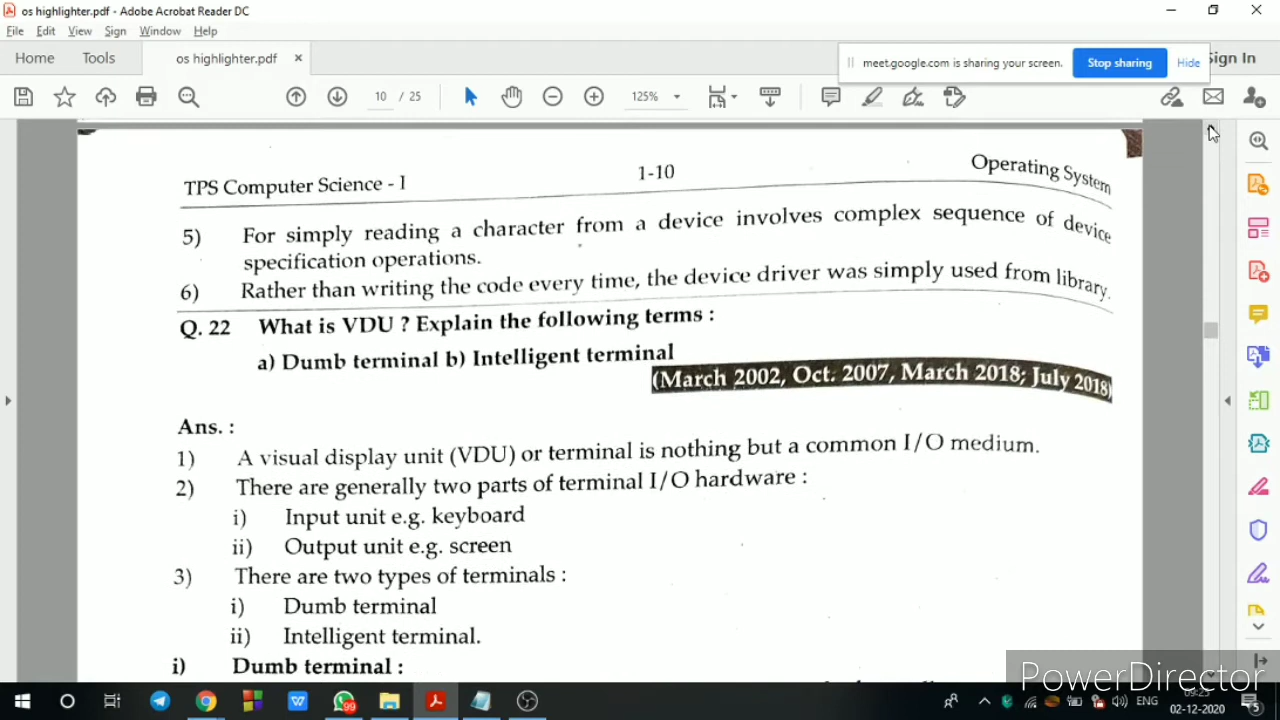 os highlighter.pdf - Adobe Acrobat Reader DC
File Edit View Sign Window Help
Home Tools os highlighter.pdf ×
meet.google.com is sharing your screen. Stop sharing Hide Sign In
10 / 25 125%
TPS Computer Science - I 1-10 Operating System
5) For simply reading a character from a device involves complex sequence of device
specification operations.
6) Rather than writing the code every time, the device driver was simply used from library.
Q. 22 What is VDU ? Explain the following terms :
a) Dumb terminal b) Intelligent terminal
(March 2002, Oct. 2007, March 2018; July 2018)
Ans. :
1) A visual display unit (VDU) or terminal is nothing but a common I/O medium.
2) There are generally two parts of terminal I/O hardware :
i) Input unit e.g. keyboard
ii) Output unit e.g. screen
3) There are two types of terminals :
i) Dumb terminal
ii) Intelligent terminal.
i) Dumb terminal :
PowerDirector
99 ENG 09:23
02-12-2020 5